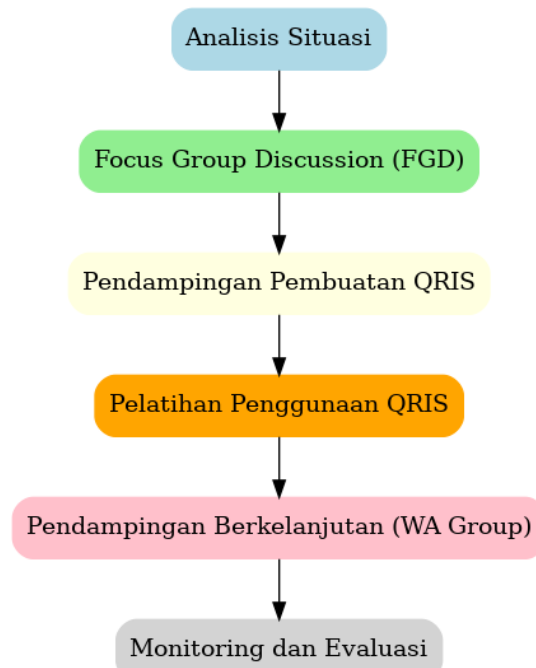 Analisis Situasi
Focus Group Discussion (FGD)
Pendampingan Pembuatan QRIS
Pelatihan Penggunaan QRIS
Pendampingan Berkelanjutan (WA Group)
Monitoring dan Evaluasi